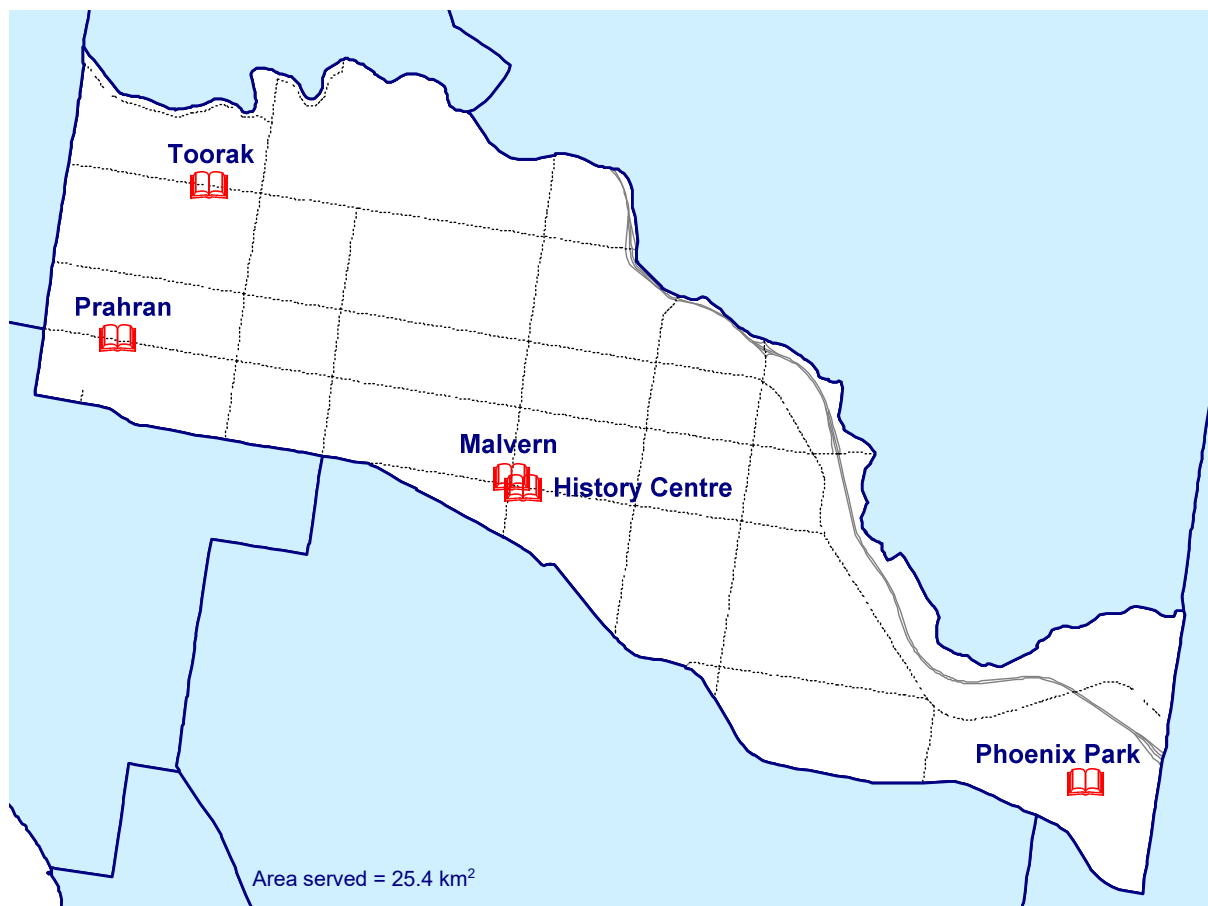 Toorak
Prahran
Malvern
History Centre
Phoenix Park
Area served = 25.4 km²